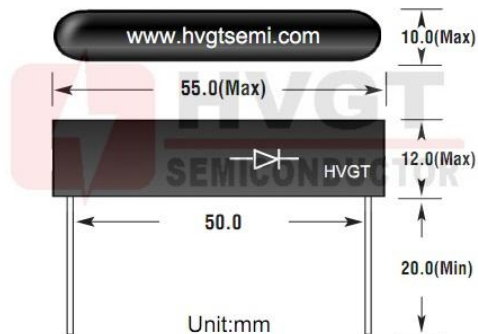 www.hvgtsemi.com
10.0(Max)
55.0(Max)
HVGT
SEMICONDUCTOR
12.0(Max)
HVGT
50.0
20.0(Min)
Unit:mm